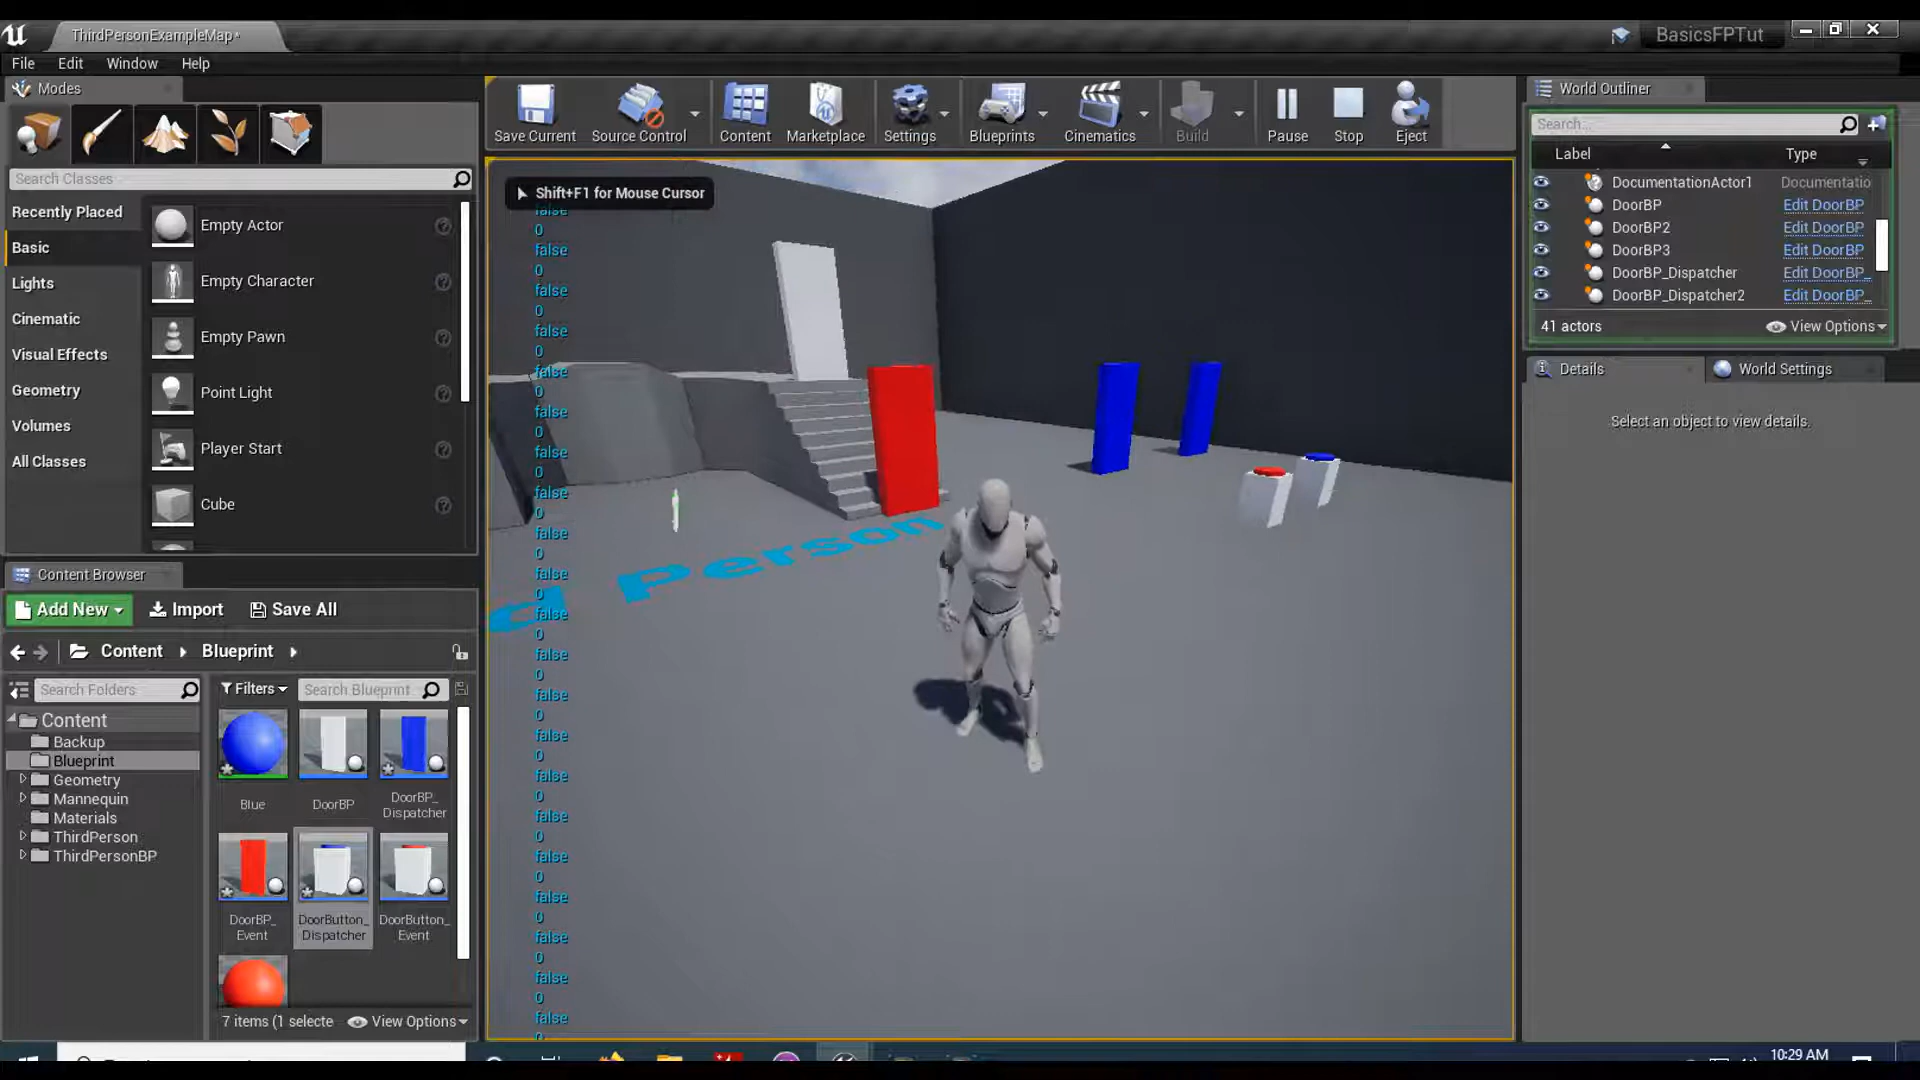 ThirdPersonExampleMap*
BasicsFPTut
File Edit Window Help
Modes
Search Classes
Recently Placed
Basic
Lights
Cinematic
Visual Effects
Geometry
Volumes
All Classes
Empty Actor
Empty Character
Empty Pawn
Point Light
Player Start
Cube
Save Current
Source Control
Content
Marketplace
Settings
Blueprints
Cinematics
Build
Pause
Stop
Eject
Shift+F1 for Mouse Cursor
false
0
false
0
false
0
false
0
false
0
false
0
false
0
false
0
false
0
false
0
false
0
false
0
false
0
false
0
false
0
false
0
false
0
false
0
false
0
false
0
false
0
d Person
World Outliner
Search...
Label Type
DocumentationActor1 Documentatio
DoorBP Edit DoorBP
DoorBP2 Edit DoorBP
DoorBP3 Edit DoorBP
DoorBP_Dispatcher Edit DoorBP_
DoorBP_Dispatcher2 Edit DoorBP_
41 actors View Options
Details
World Settings
Select an object to view details.
Content Browser
Add New Import Save All
Content Blueprint
Search Folders
Content
Backup
Blueprint
Geometry
Mannequin
Materials
ThirdPerson
ThirdPersonBP
Filters Search Blueprint
Blue
DoorBP
DoorBP_
Dispatcher
DoorBP_
Event
DoorButton_
Dispatcher
DoorButton_
Event
7 items (1 selecte View Options
10:29 AM